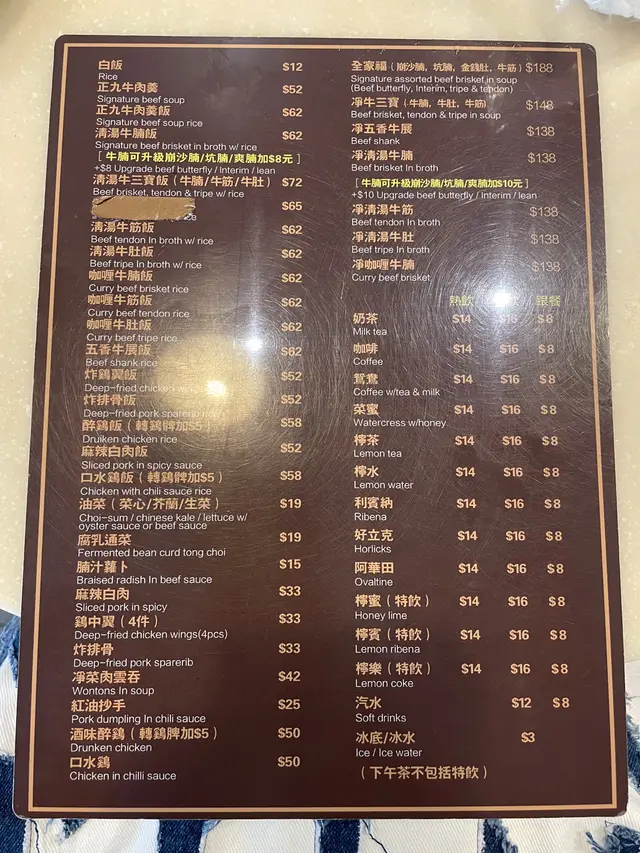 白飯 $12
Rice
正九牛肉羹 $52
Signature beef soup
正九牛肉羹飯 $62
Signature beef soup rice
清湯牛腩飯 $62
Signature beef brisket in broth w/ rice
[ 牛腩可升級崩沙腩/坑腩/爽腩加$8元 ]
+$8 Upgrade beef butterfly / Interim / lean
清湯牛三寶飯（牛腩/牛筋/牛肚） $72
Beef brisket, tendon & tripe w/ rice
$65
清湯牛筋飯 $62
Beef tendon In broth w/ rice
清湯牛肚飯 $62
Beef tripe In broth w/ rice
咖喱牛腩飯 $62
Curry beef brisket rice
咖喱牛筋飯 $62
Curry beef tendon rice
咖喱牛肚飯 $62
Curry beef tripe rice
五香牛展飯 $62
Beef shank rice
炸鷄翼飯 $52
Deep-fried chicken wing
炸排骨飯 $52
Deep-fried pork sparerib rice
醉鷄飯（轉鷄髀加$5） $58
Druiken chicken rice
麻辣白肉飯 $52
Sliced pork in spicy sauce
口水鷄飯（轉鷄髀加$5） $58
Chicken with chili sauce rice
油菜（菜心/芥蘭/生菜） $19
Choi-sum / chinese kale / lettuce w/
oyster sauce or beef sauce
腐乳通菜 $19
Fermented bean curd tong choi
腩汁蘿卜 $15
Braised radish In beef sauce
麻辣白肉 $33
Sliced pork in spicy
鷄中翼（4件） $33
Deep-fried chicken wings(4pcs)
炸排骨 $33
Deep-fried pork sparerib
淨菜肉雲吞 $42
Wontons In soup
紅油抄手 $25
Pork dumpling In chili sauce
酒味醉鷄（轉鷄脾加$5） $50
Drunken chicken
口水鷄 $50
Chicken in chilli sauce
全家福（崩沙腩, 坑腩, 金錢肚, 牛筋） $188
Signature assorted beef brisket in soup
(Beef butterfly, Interim, tripe & tendon)
淨牛三寶（牛腩, 牛肚, 牛筋） $148
Beef brisket, tendon & tripe in soup
淨五香牛展 $138
Beef shank
淨清湯牛腩 $138
Beef brisket In broth
[ 牛腩可升級崩沙腩/坑腩/爽腩加$10元 ]
+$10 Upgrade beef butterfly / Interim / lean
淨清湯牛筋 $138
Beef tendon In broth
淨清湯牛肚 $138
Beef tripe In broth
淨咖喱牛腩 $138
Curry beef brisket
熱飲 跟餐
奶茶 $14 $16 $8
Milk tea
咖啡 $14 $16 $8
Coffee
鴛鴦 $14 $16 $8
Coffee w/tea & milk
菜蜜 $14 $16 $8
Watercress w/honey
檸茶 $14 $16 $8
Lemon tea
檸水 $14 $16 $8
Lemon water
利賓納 $14 $16 $8
Ribena
好立克 $14 $16 $8
Horlicks
阿華田 $14 $16 $8
Ovaltine
檸蜜（特飲） $14 $16 $8
Honey lime
檸賓（特飲） $14 $16 $8
Lemon ribena
檸樂（特飲） $14 $16 $8
Lemon coke
汽水 $12 $8
Soft drinks
冰底/冰水 $3
Ice / Ice water
（下午茶不包括特飲）